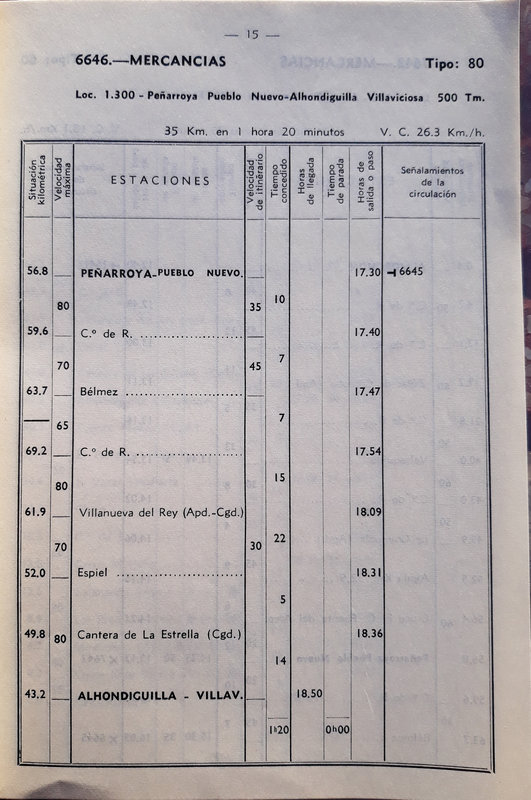 — 15 —
6646.—MERCANCIAS Tipo: 80
Loc. 1.300 - Peñarroya Pueblo Nuevo-Alhondiguilla Villaviciosa 500 Tm.
35 Km. en 1 hora 20 minutos V. C. 26.3 Km./h.
Situación kilométrica
Velocidad máxima
ESTACIONES
Velocidad de itinerario
Tiempo concedido
Horas de llegada
Tiempo de parada
Horas de salida o paso
Señalamientos de la circulación
56.8 PEÑARROYA-PUEBLO NUEVO. 17.30 6645
80 35 10
59.6 C.º de R. 17.40
70 45 7
63.7 Bélmez 17.47
65 7
69.2 C.º de R. 17.54
80 15
61.9 Villanueva del Rey (Apd.-Cgd.) 18.09
70 30 22
52.0 Espiel 18.31
5
49.8 80 Cantera de La Estrella (Cgd.) 18.36
14
43.2 ALHONDIGUILLA - VILLAV. 18.50
1h20 0h00